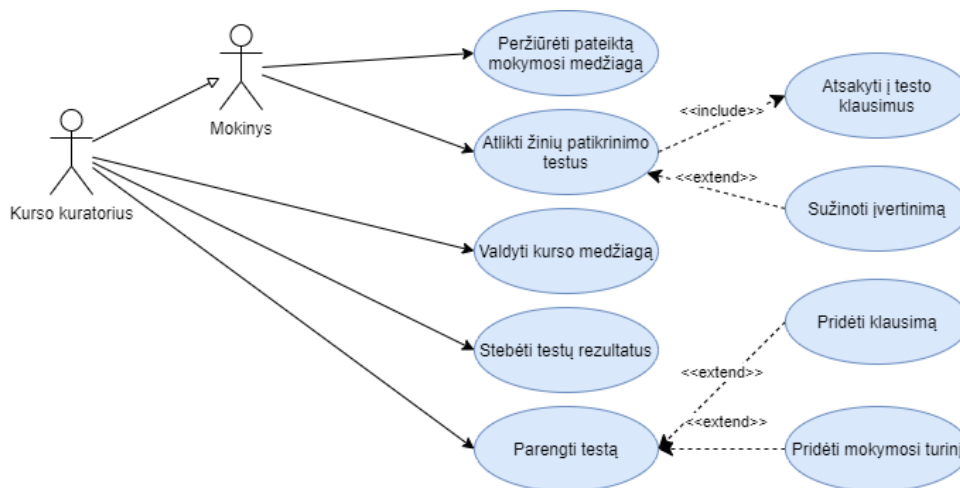 Peržiūrėti pateiktą
mokymosi medžiagą
Mokinys
Atlikti žinių patikrinimo
testus
<<include>>
Atsakyti į testo
klausimus
<<extend>>
Sužinoti įvertinimą
Kurso kuratorius
Valdyti kurso medžiagą
Stebėti testų rezultatus
Parengti testą
<<extend>>
Pridėti klausimą
<<extend>>
Pridėti mokymosi turinį